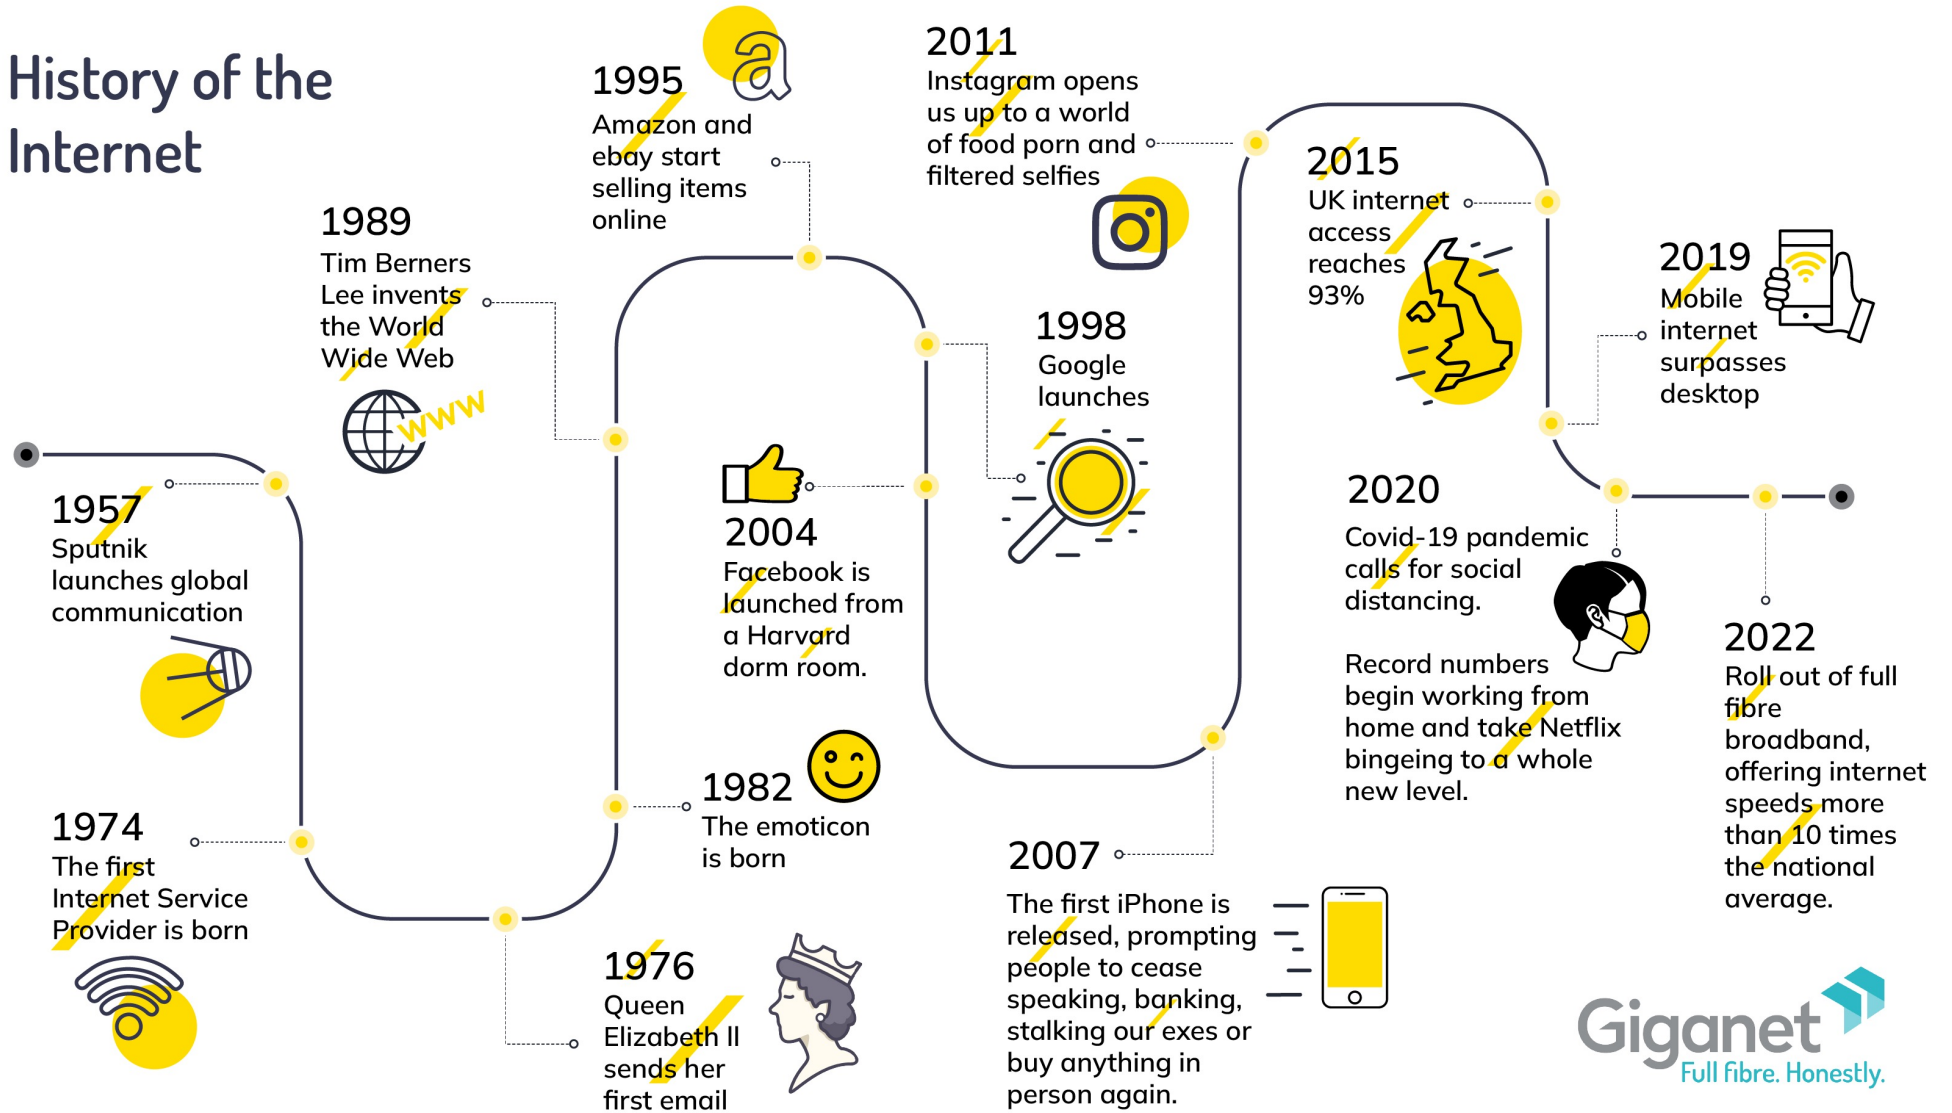 History of the
Internet
1957
Sputnik
launches global
communication
1974
The first
Internet Service
Provider is born
1976
Queen
Elizabeth II
sends her
first email
1982
The emoticon
is born
1989
Tim Berners
Lee invents
the World
Wide Web
www
1995
Amazon and
ebay start
selling items
online
a
1998
Google
launches
2004
Facebook is
launched from
a Harvard
dorm room.
2007
The first iPhone is
released, prompting
people to cease
speaking, banking,
stalking our exes or
buy anything in
person again.
2011
Instagram opens
us up to a world
of food porn and
filtered selfies
2015
UK internet
access
reaches
93%
2019
Mobile
internet
surpasses
desktop
2020
Covid-19 pandemic
calls for social
distancing.
Record numbers
begin working from
home and take Netflix
bingeing to a whole
new level.
2022
Roll out of full
fibre
broadband,
offering internet
speeds more
than 10 times
the national
average.
Giganet
Full fibre. Honestly.